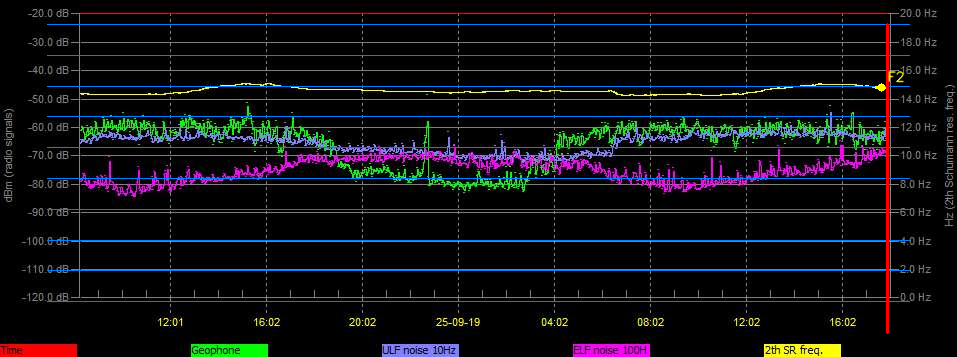 -20.0 dB 20.0 Hz
-30.0 dB 18.0 Hz
-40.0 dB 16.0 Hz
F2
-50.0 dB 14.0 Hz
-60.0 dB 12.0 Hz
-70.0 dB 10.0 Hz
-80.0 dB 8.0 Hz
-90.0 dB 6.0 Hz
-100.0 dB 4.0 Hz
-110.0 dB 2.0 Hz
-120.0 dB 0.0 Hz
dBm (radio signals)
Hz (2th Schumann res. freq.)
12:01 16:02 20:02 25-09-19 04:02 08:02 12:02 16:02
Time Geophone ULF noise 10Hz ELF noise 100H 2th SR freq.